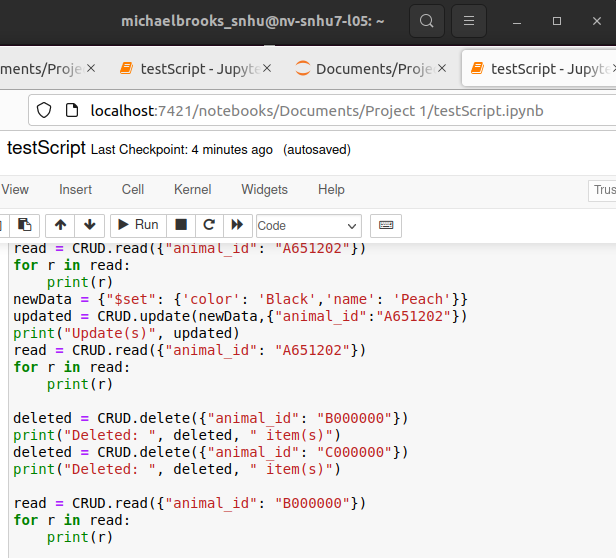 michaelbrooks_snhu@nv-snhu7-l05: ~
ments/Proje
testScript - Jupyte
Documents/Proje
testScript - Jupyte
localhost:7421/notebooks/Documents/Project 1/testScript.ipynb
testScript Last Checkpoint: 4 minutes ago (autosaved)
View Insert Cell Kernel Widgets Help
Trus
Run Code
read = CRUD.read({"animal_id": "A651202"})
for r in read:
    print(r)
newData = {"$set": {'color': 'Black','name': 'Peach'}}
updated = CRUD.update(newData,{"animal_id":"A651202"})
print("Update(s)", updated)
read = CRUD.read({"animal_id": "A651202"})
for r in read:
    print(r)
deleted = CRUD.delete({"animal_id": "B000000"})
print("Deleted: ", deleted, " item(s)")
deleted = CRUD.delete({"animal_id": "C000000"})
print("Deleted: ", deleted, " item(s)")
read = CRUD.read({"animal_id": "B000000"})
for r in read:
    print(r)